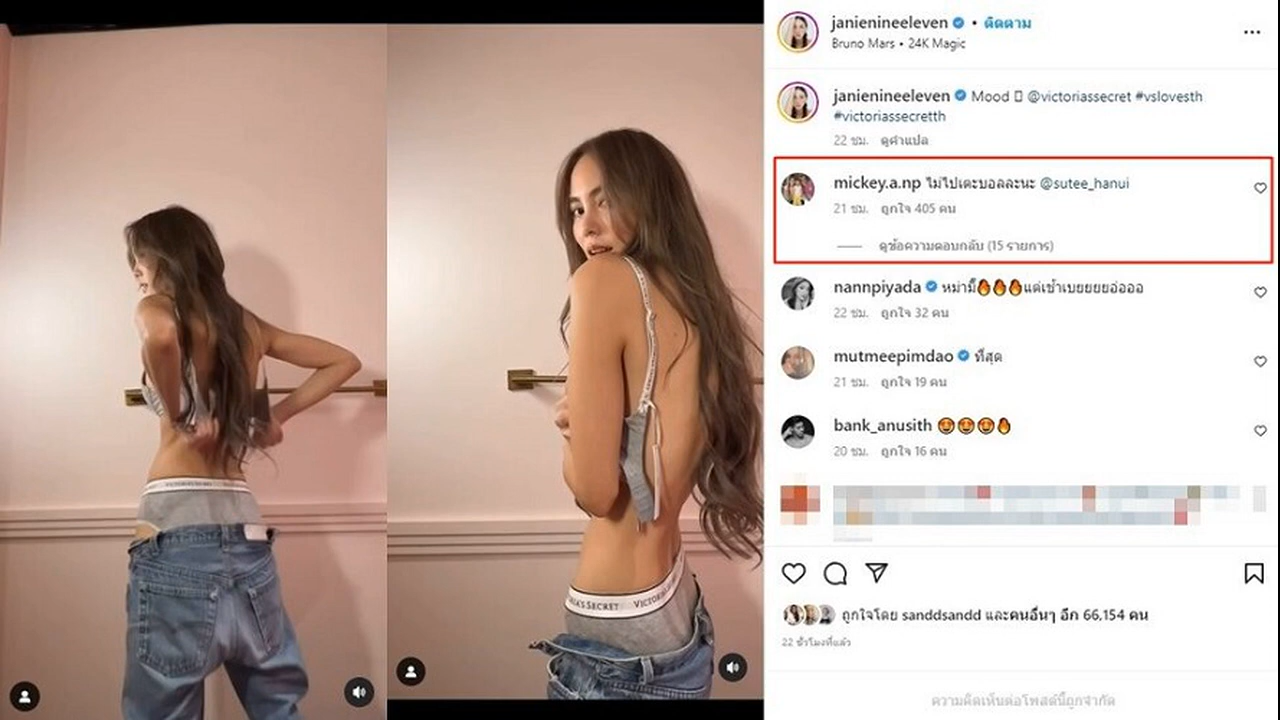 janienineeleven • ติดตาม
Bruno Mars • 24K Magic
janienineeleven Mood @victoriassecret #vslovesth
#victoriassecretth
22 ชม. ดูคำแปล
mickey.a.np ไม่ไปเตะบอลละนะ @sutee_hanui
21 ชม. ถูกใจ 405 คน
ดูข้อความตอบกลับ (15 รายการ)
nannpiyada หม่ามี๊🔥🔥🔥แต่เช้าเบยยยยอ่อออ
22 ชม. ถูกใจ 32 คน
mutmeepimdao ที่สุด
21 ชม. ถูกใจ 19 คน
bank_anusith 🤩🤩🤩🔥
20 ชม. ถูกใจ 16 คน
ถูกใจโดย sanddsandd และคนอื่นๆ อีก 66,154 คน
22 ชั่วโมงที่แล้ว
ความคิดเห็นต่อโพสต์นี้ถูกจำกัด
SECRET VICTORIA'S